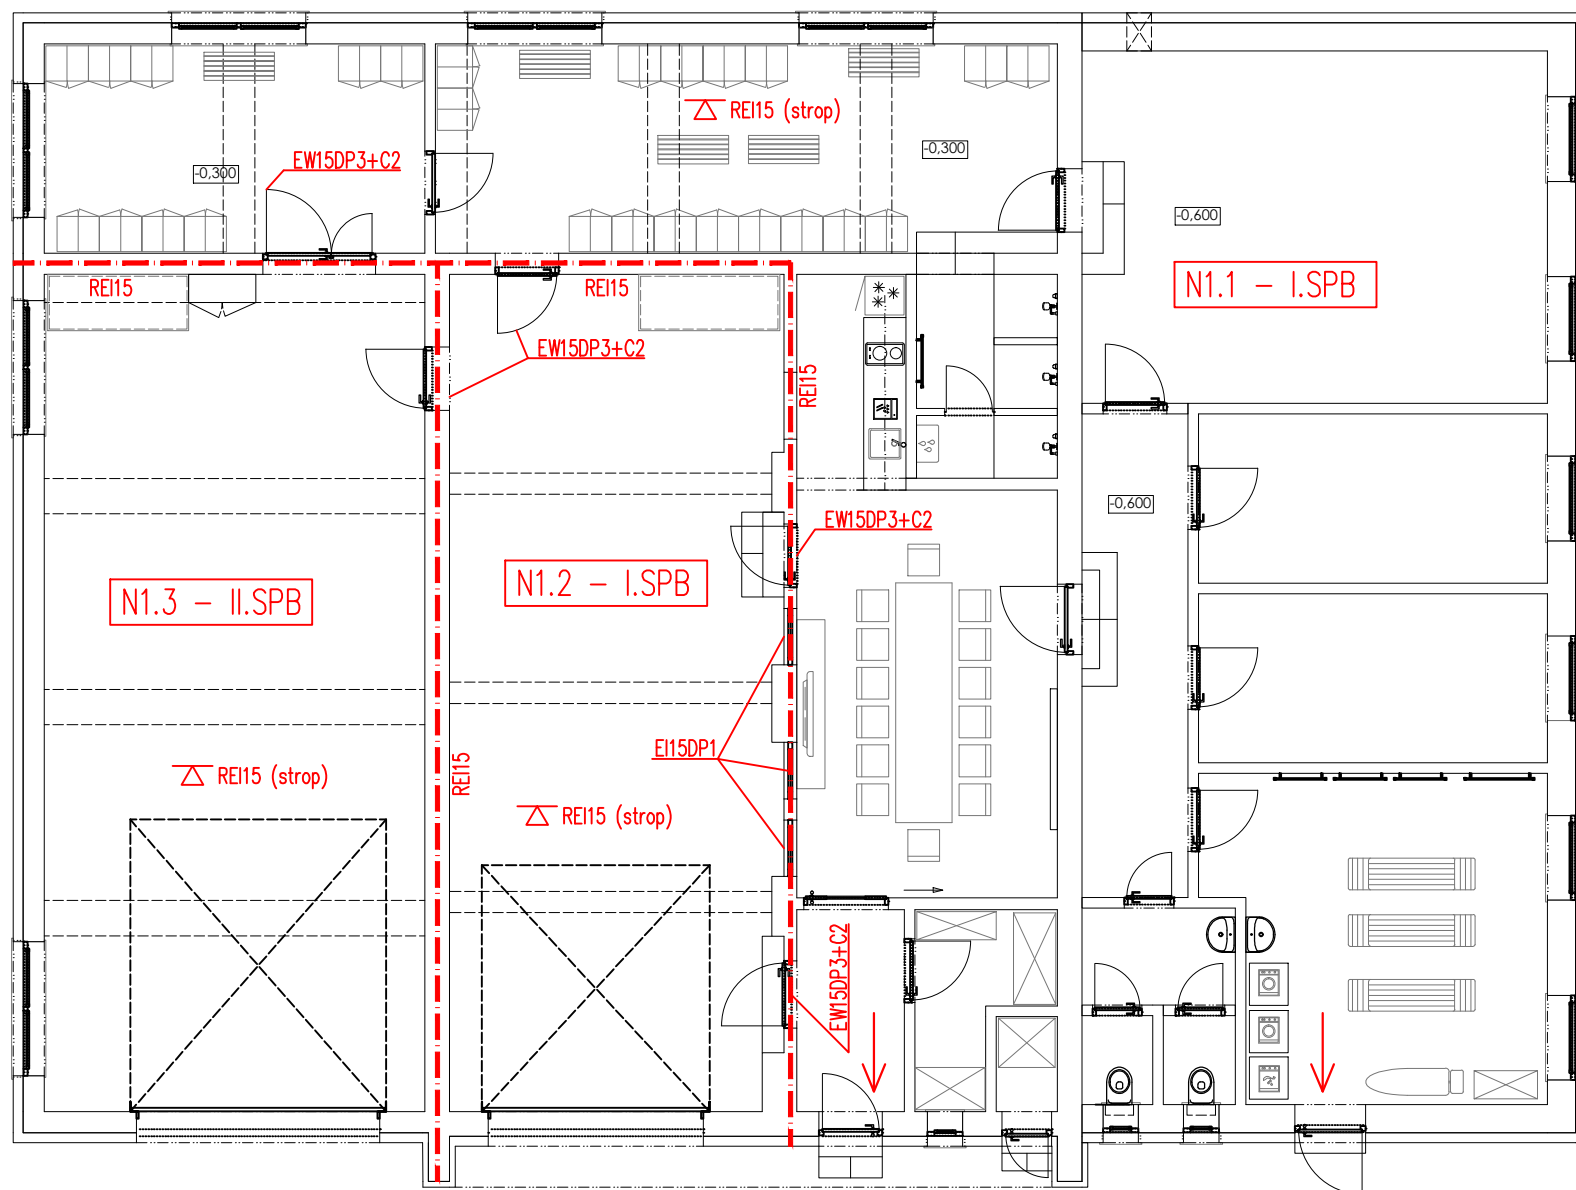 REI15 (strop)
EW15DP3+C2
-0,300
-0,300
-0,600
N1.1 - I.SPB
REI15
REI15
EW15DP3+C2
REI15
-0,600
EW15DP3+C2
N1.3 - II.SPB
N1.2 - I.SPB
EI15DP1
REI15
REI15 (strop)
REI15 (strop)
EW15DP3+C2